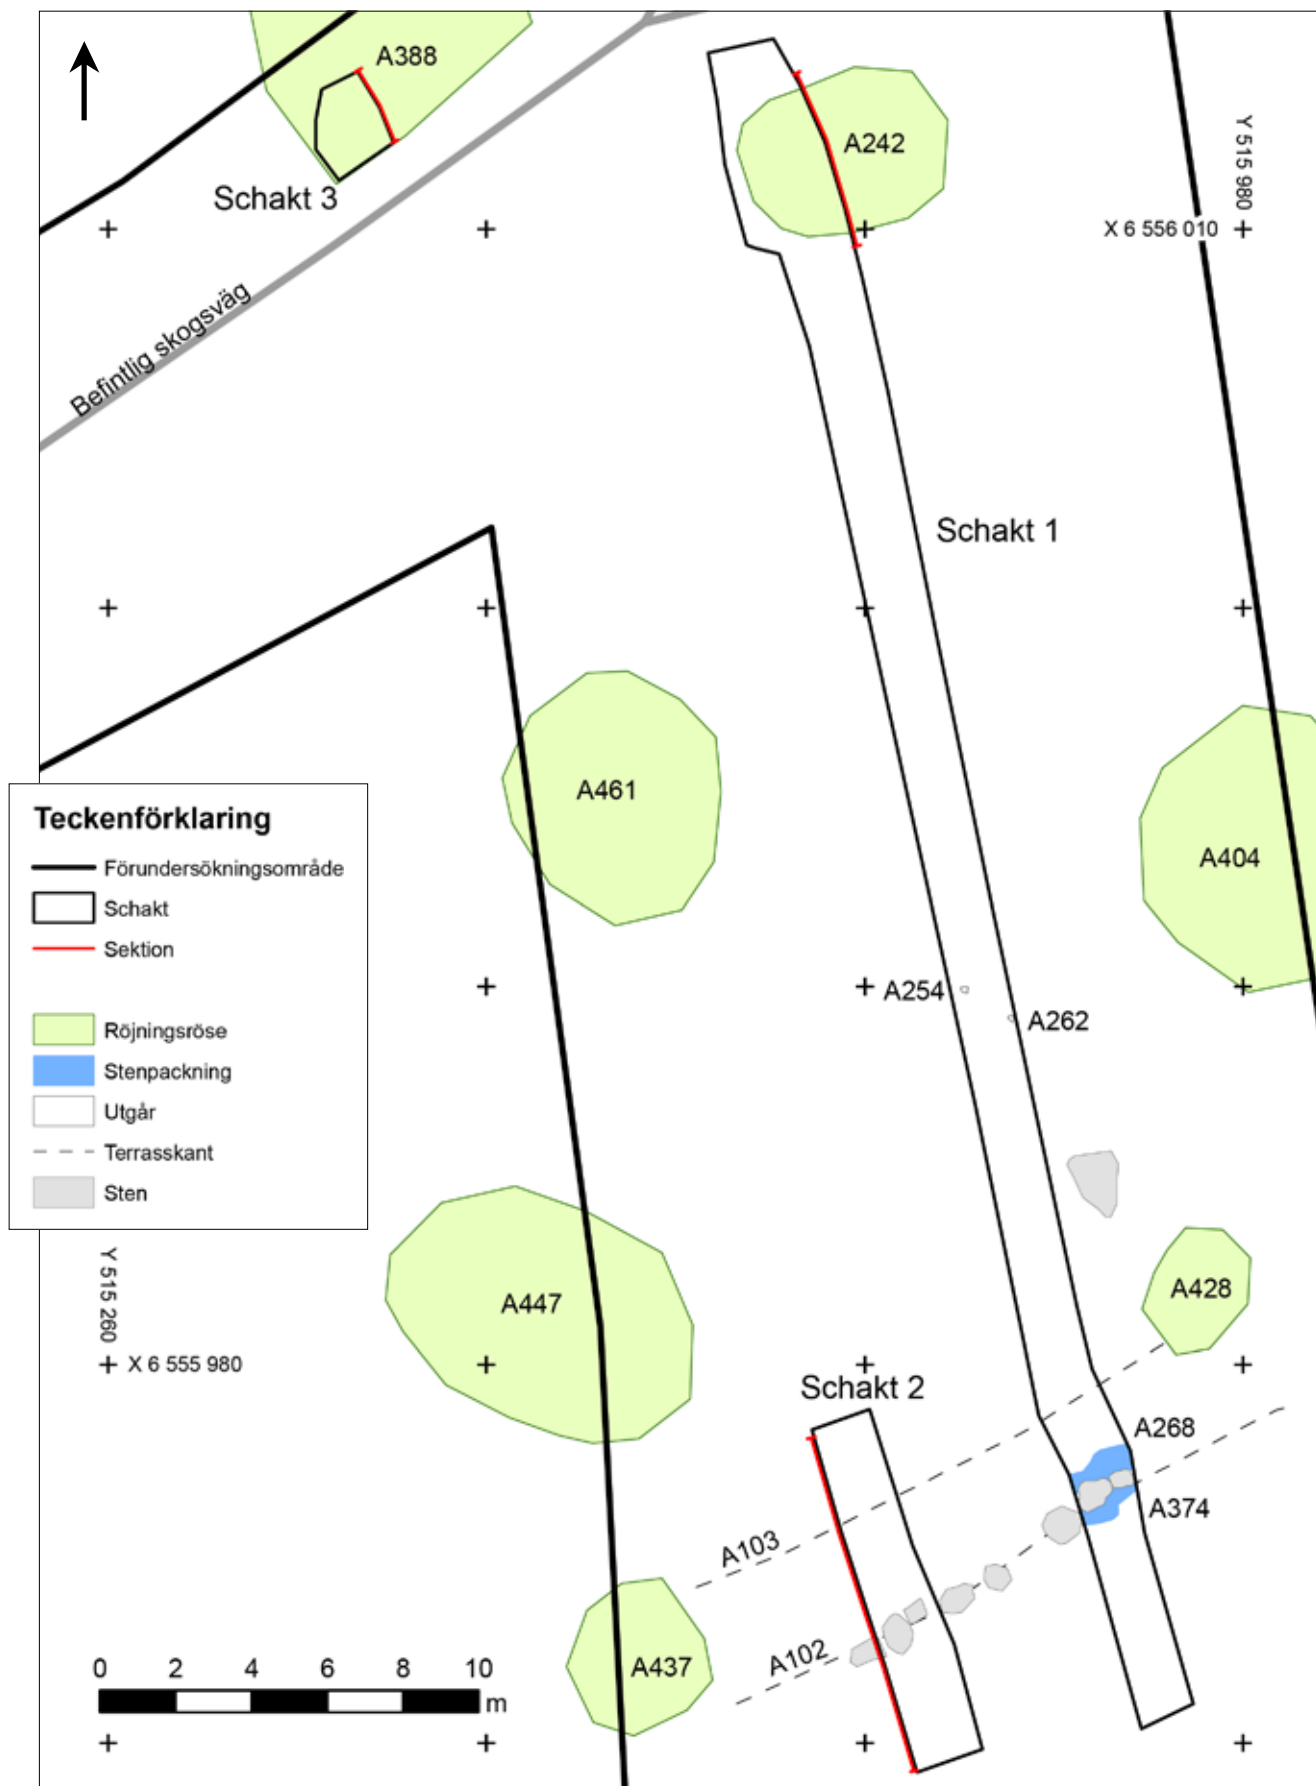 A388
A242
Schakt 3
Y 515 980
X 6 556 010
Befintlig skogsväg
Schakt 1
A461
A404
Teckenförklaring
Förundersökningsområde
Schakt
Sektion
Röjningsröse
Stenpackning
Utgår
Terrasskant
Sten
A254
A262
Y 515 260
X 6 555 980
A447
A428
Schakt 2
A268
A374
A103
A102
A437
0 2 4 6 8 10
m